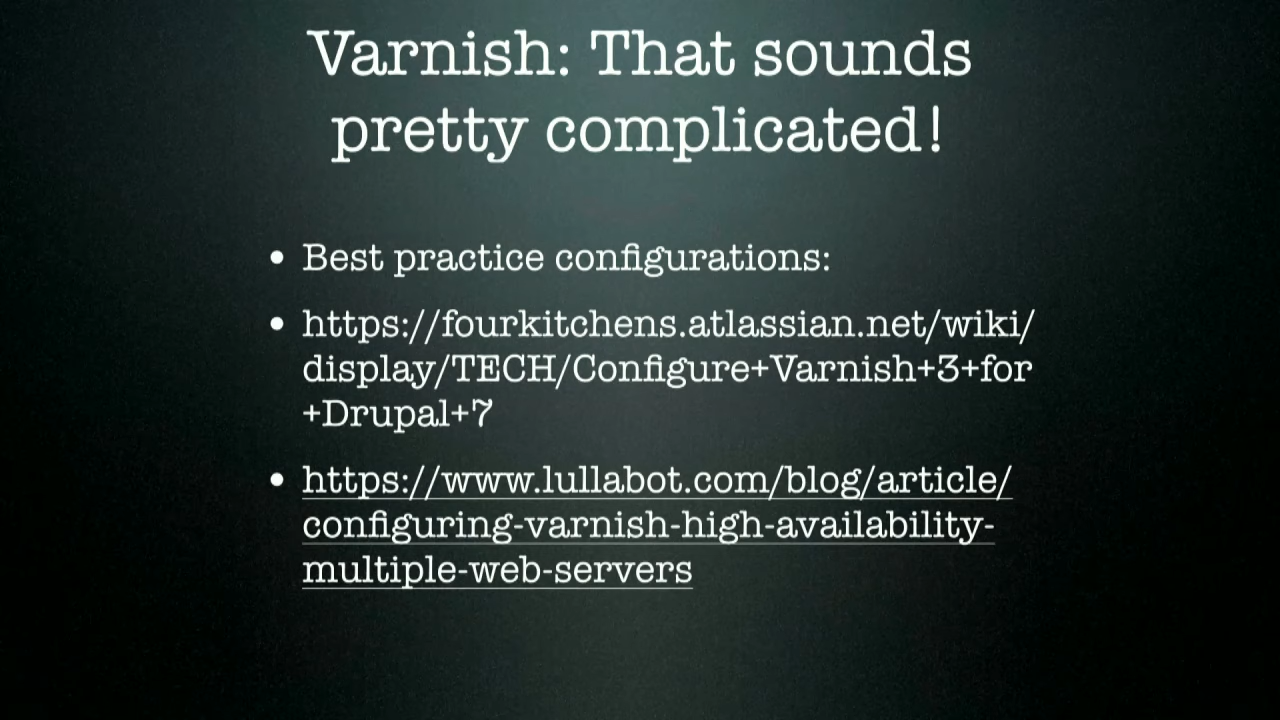 Varnish: That sounds
pretty complicated!
• Best practice configurations:
• https://fourkitchens.atlassian.net/wiki/
display/TECH/Configure+Varnish+3+for
+Drupal+7
• https://www.lullabot.com/blog/article/
configuring-varnish-high-availability-
multiple-web-servers